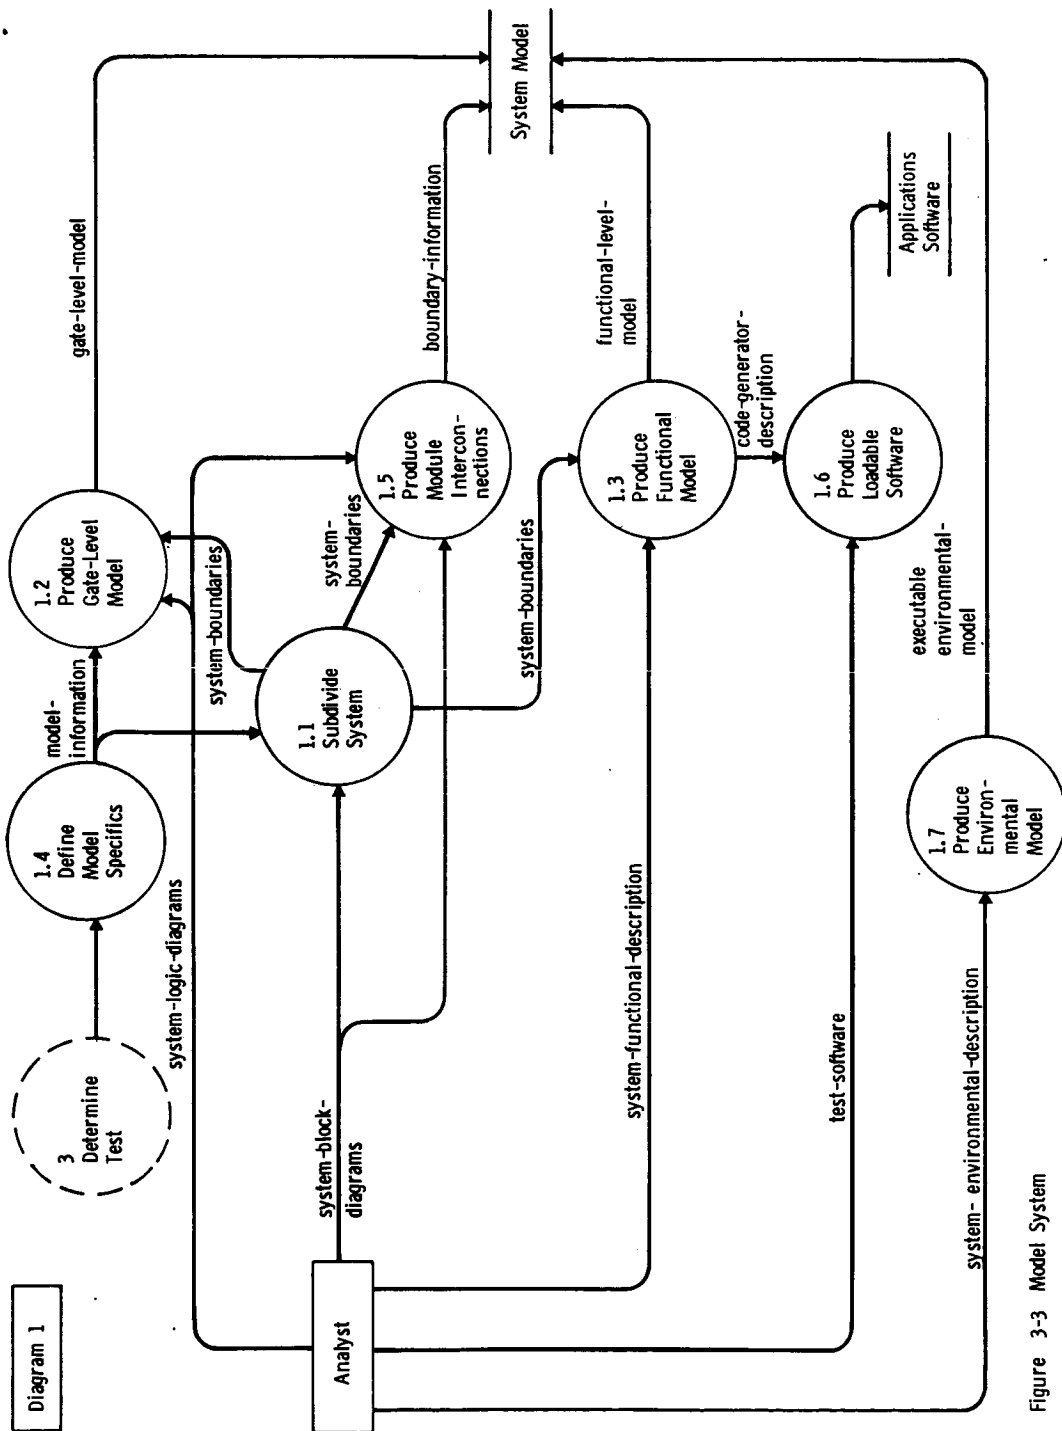 Diagram 1
3
Determine
Test
1.4
Define
Model
Specifics
model-
information
1.2
Produce
Gate-Level
Model
gate-level-model
system-logic-diagrams
system-boundaries
Analyst
system-block-
diagrams
1.1
Subdivide
System
system-
boundaries
1.5
Produce
Module
Intercon-
nections
boundary-information
System Model
system-boundaries
system-functional-description
1.3
Produce
Functional
Model
functional-level-
model
code-generator-
description
test-software
1.6
Produce
Loadable
Software
Applications
Software
system- environmental-description
1.7
Produce
Environ-
mental
Model
executable
environmental-
model
Figure 3-3 Model System